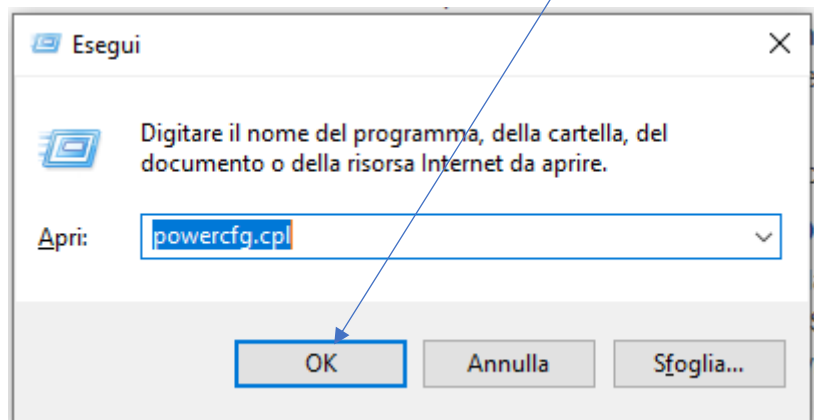 Esegui
Digitare il nome del programma, della cartella, del
documento o della risorsa Internet da aprire.
Apri: powercfg.cpl
OK Annulla Sfoglia...